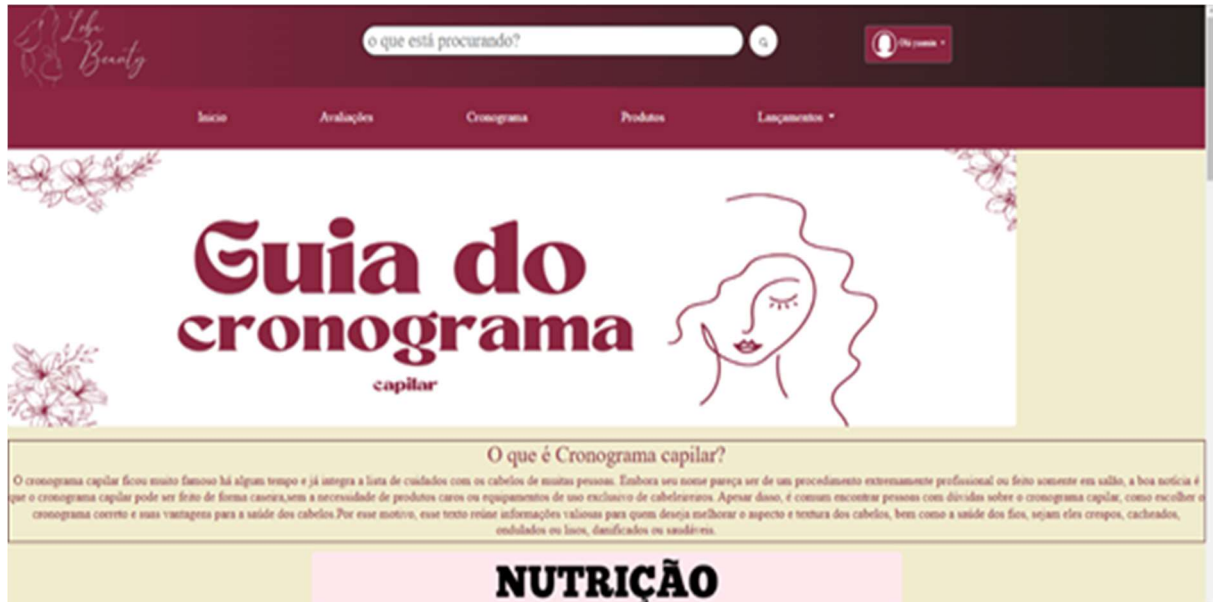 Lobe
Beauty
o que está procurando?
Olá yasmin
Inicio
Avaliações
Cronograma
Produtos
Lançamentos
Guia do
cronograma
capilar
O que é Cronograma capilar?
O cronograma capilar ficou muito famoso há algum tempo e já integra a lista de cuidados com os cabelos de muitas pessoas. Embora seu nome pareça ser de um procedimento extremamente profissional ou feito somente em salão, a boa notícia é
que o cronograma capilar pode ser feito de forma caseira,sem a necessidade de produtos caros ou equipamentos de uso exclusivo de cabeleireiros. Apesar disso, é comum encontrar pessoas com dúvidas sobre o cronograma capilar, como escolher o
cronograma correto e suas vantagens para a saúde dos cabelos.Por esse motivo, esse texto reúne informações valiosas para quem deseja melhorar o aspecto e textura dos cabelos, bem como a saúde dos fios, sejam eles crespos, cacheados,
ondulados ou lisos, danificados ou saudáveis.
NUTRIÇÃO